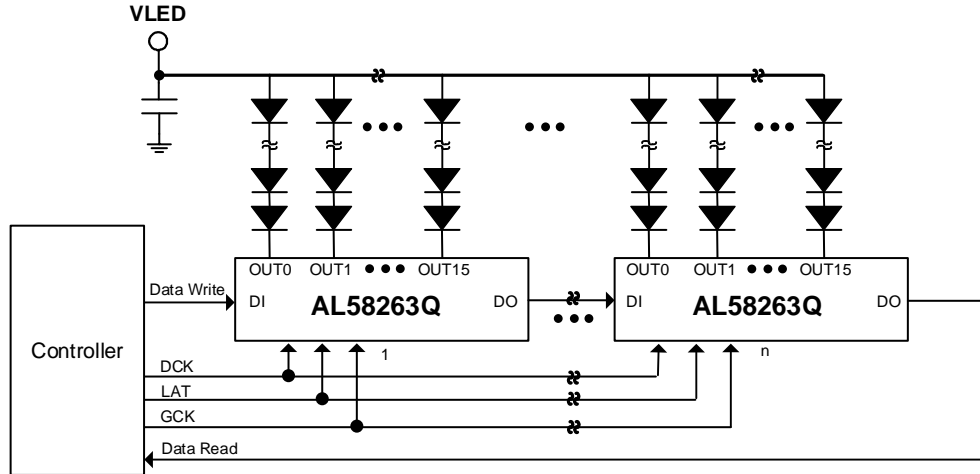 VLED
OUT0 OUT1 OUT15
OUT0 OUT1 OUT15
Data Write
DI AL58263Q DO
DI AL58263Q DO
Controller
1
n
DCK
LAT
GCK
Data Read